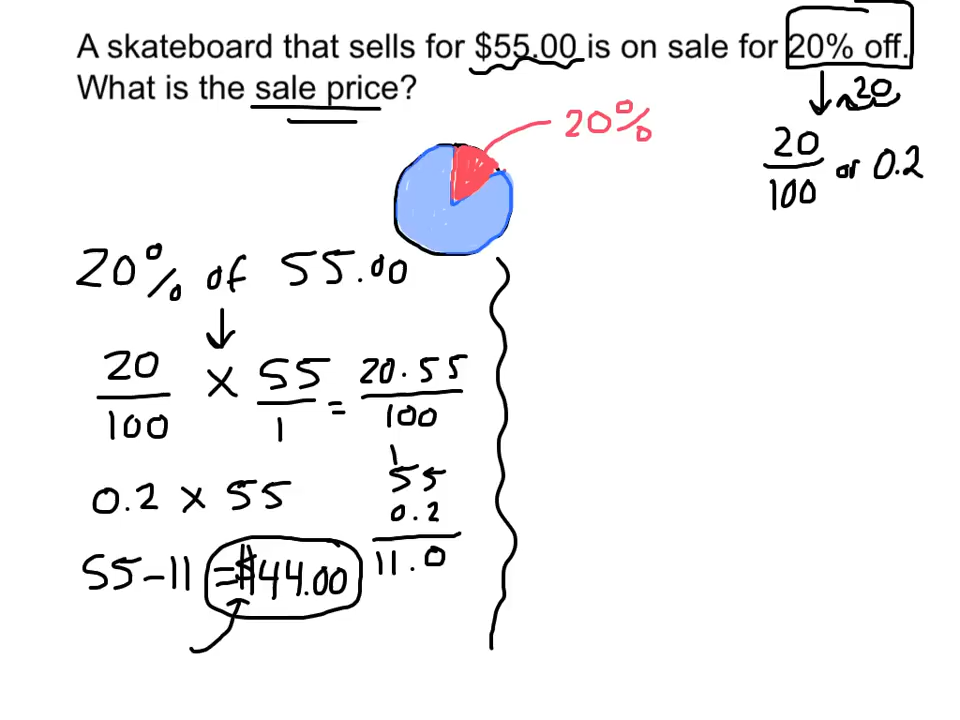 A skateboard that sells for $55.00 is on sale for 20% off.
What is the sale price?
20
20%
20/100 or 0.2
20% of 55.00
20/100 x 55/1 = 20.55/100
1
0.2 x 55
55
0.2
11.0
55-11 = $44.00